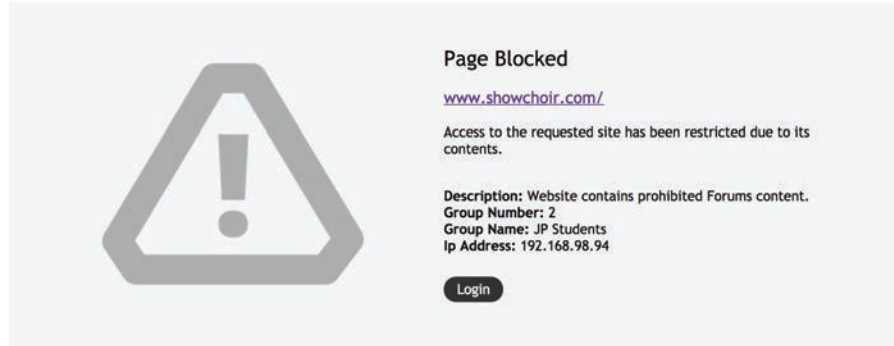 Page Blocked
www.showchoir.com/
Access to the requested site has been restricted due to its
contents.
Description: Website contains prohibited Forums content.
Group Number: 2
Group Name: JP Students
Ip Address: 192.168.98.94
Login